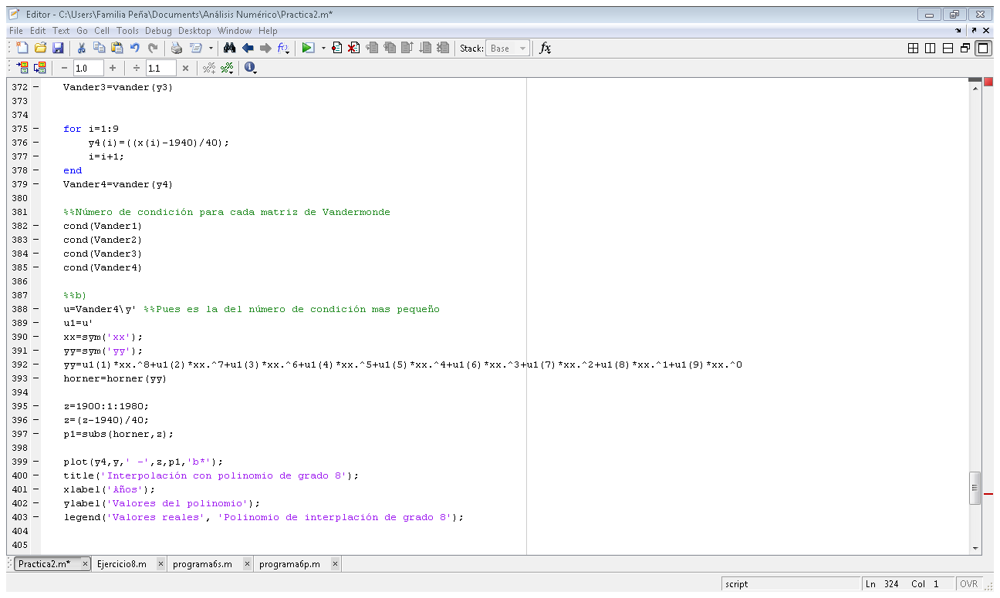 Editor - C:\Users\Familia Peña\Documents\Análisis Numérico\Practica2.m*
File Edit Text Go Cell Tools Debug Desktop Window Help
Stack: Base fx
− 1.0 + ÷ 1.1 ×
372 − Vander3=vander(y3)
373
374
375 − for i=1:9
376 − y4(i)=((x(i)-1940)/40);
377 − i=i+1;
378 − end
379 − Vander4=vander(y4)
380
381 %%Número de condición para cada matriz de Vandermonde
382 − cond(Vander1)
383 − cond(Vander2)
384 − cond(Vander3)
385 − cond(Vander4)
386
387 %%b)
388 − u=Vander4\y' %%Pues es la del número de condición mas pequeño
389 − u1=u'
390 − xx=sym('xx');
391 − yy=sym('yy');
392 − yy=u1(1)*xx.^8+u1(2)*xx.^7+u1(3)*xx.^6+u1(4)*xx.^5+u1(5)*xx.^4+u1(6)*xx.^3+u1(7)*xx.^2+u1(8)*xx.^1+u1(9)*xx.^0
393 − horner=horner(yy)
394
395 − z=1900:1:1980;
396 − z=(z-1940)/40;
397 − p1=subs(horner,z);
398
399 − plot(y4,y,' -',z,p1,'b*');
400 − title('Interpolación con polinomio de grado 8');
401 − xlabel('Años');
402 − ylabel('Valores del polinomio');
403 − legend('Valores reales', 'Polinomio de interplación de grado 8');
404
405
Practica2.m* × Ejercicio8.m × programa6s.m × programa6p.m ×
script Ln 324 Col 1 OVR